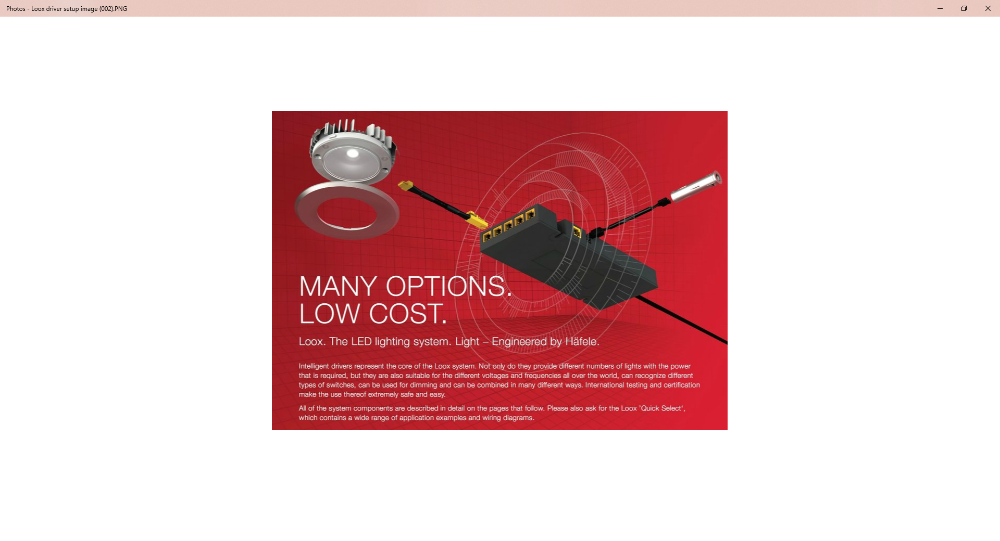 Photos - Loox driver setup image (002).PNG
MANY OPTIONS.
LOW COST.
Loox. The LED lighting system. Light – Engineered by Häfele.
Intelligent drivers represent the core of the Loox system. Not only do they provide different numbers of lights with the power
that is required, but they are also suitable for the different voltages and frequencies all over the world, can recognize different
types of switches, can be used for dimming and can be combined in many different ways. International testing and certification
make the use thereof extremely safe and easy.
All of the system components are described in detail on the pages that follow. Please also ask for the Loox 'Quick Select',
which contains a wide range of application examples and wiring diagrams.